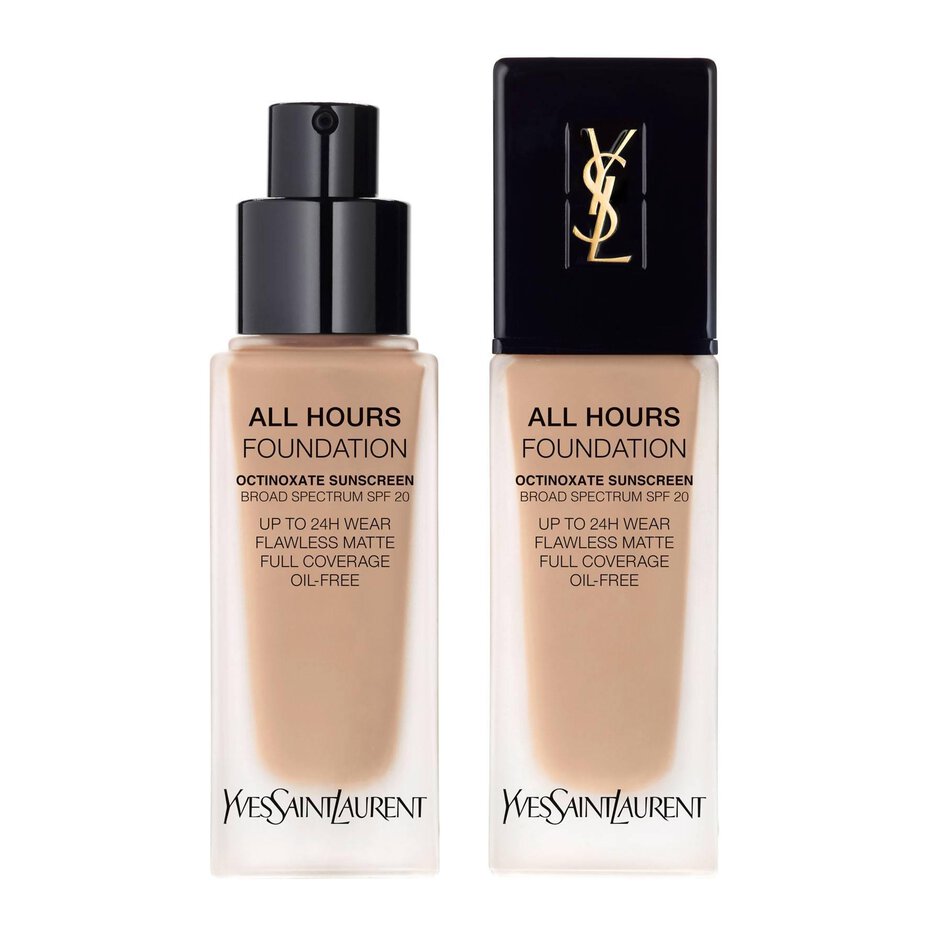 ALL HOURS
FOUNDATION
OCTINOXATE SUNSCREEN
BROAD SPECTRUM SPF 20
UP TO 24H WEAR
FLAWLESS MATTE
FULL COVERAGE
OIL-FREE
YVESSAINTLAURENT
YSL
ALL HOURS
FOUNDATION
OCTINOXATE SUNSCREEN
BROAD SPECTRUM SPF 20
UP TO 24H WEAR
FLAWLESS MATTE
FULL COVERAGE
OIL-FREE
YVESSAINTLAURENT